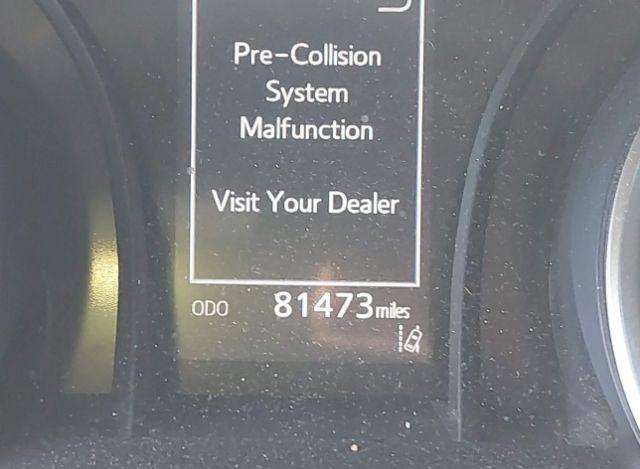 Pre-Collision
System
Malfunction
Visit Your Dealer
ODO 81473 miles